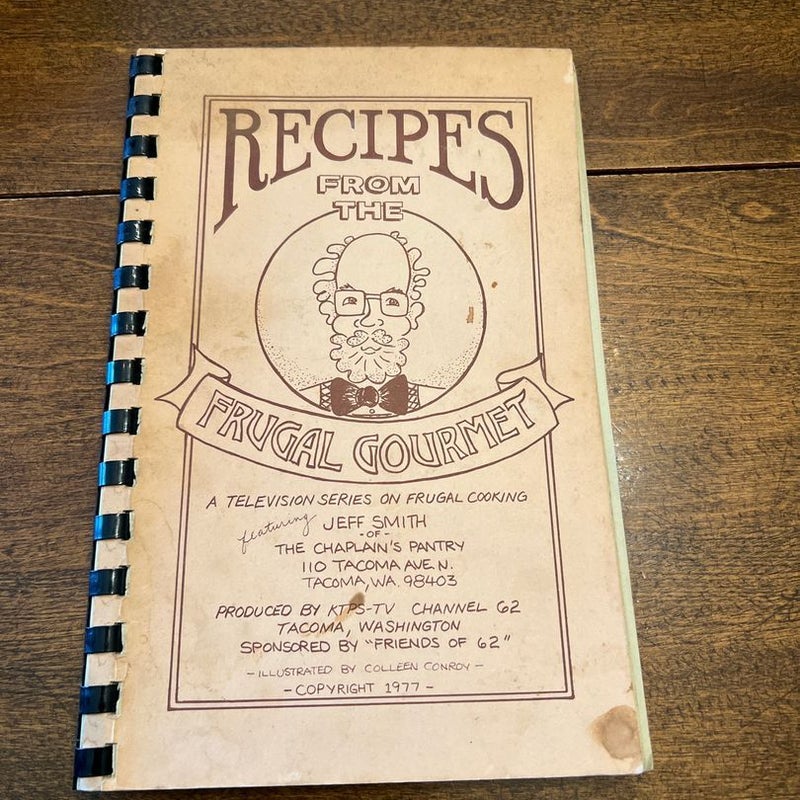 RECIPES
FROM
THE
FRUGAL GOURMET
A TELEVISION SERIES ON FRUGAL COOKING
featuring JEFF SMITH
-OF-
THE CHAPLAIN'S PANTRY
110 TACOMA AVE. N.
TACOMA, WA. 98403
PRODUCED BY KTPS-TV CHANNEL 62
TACOMA, WASHINGTON
SPONSORED BY "FRIENDS OF 62"
-ILLUSTRATED BY COLLEEN CONROY-
-COPYRIGHT 1977-